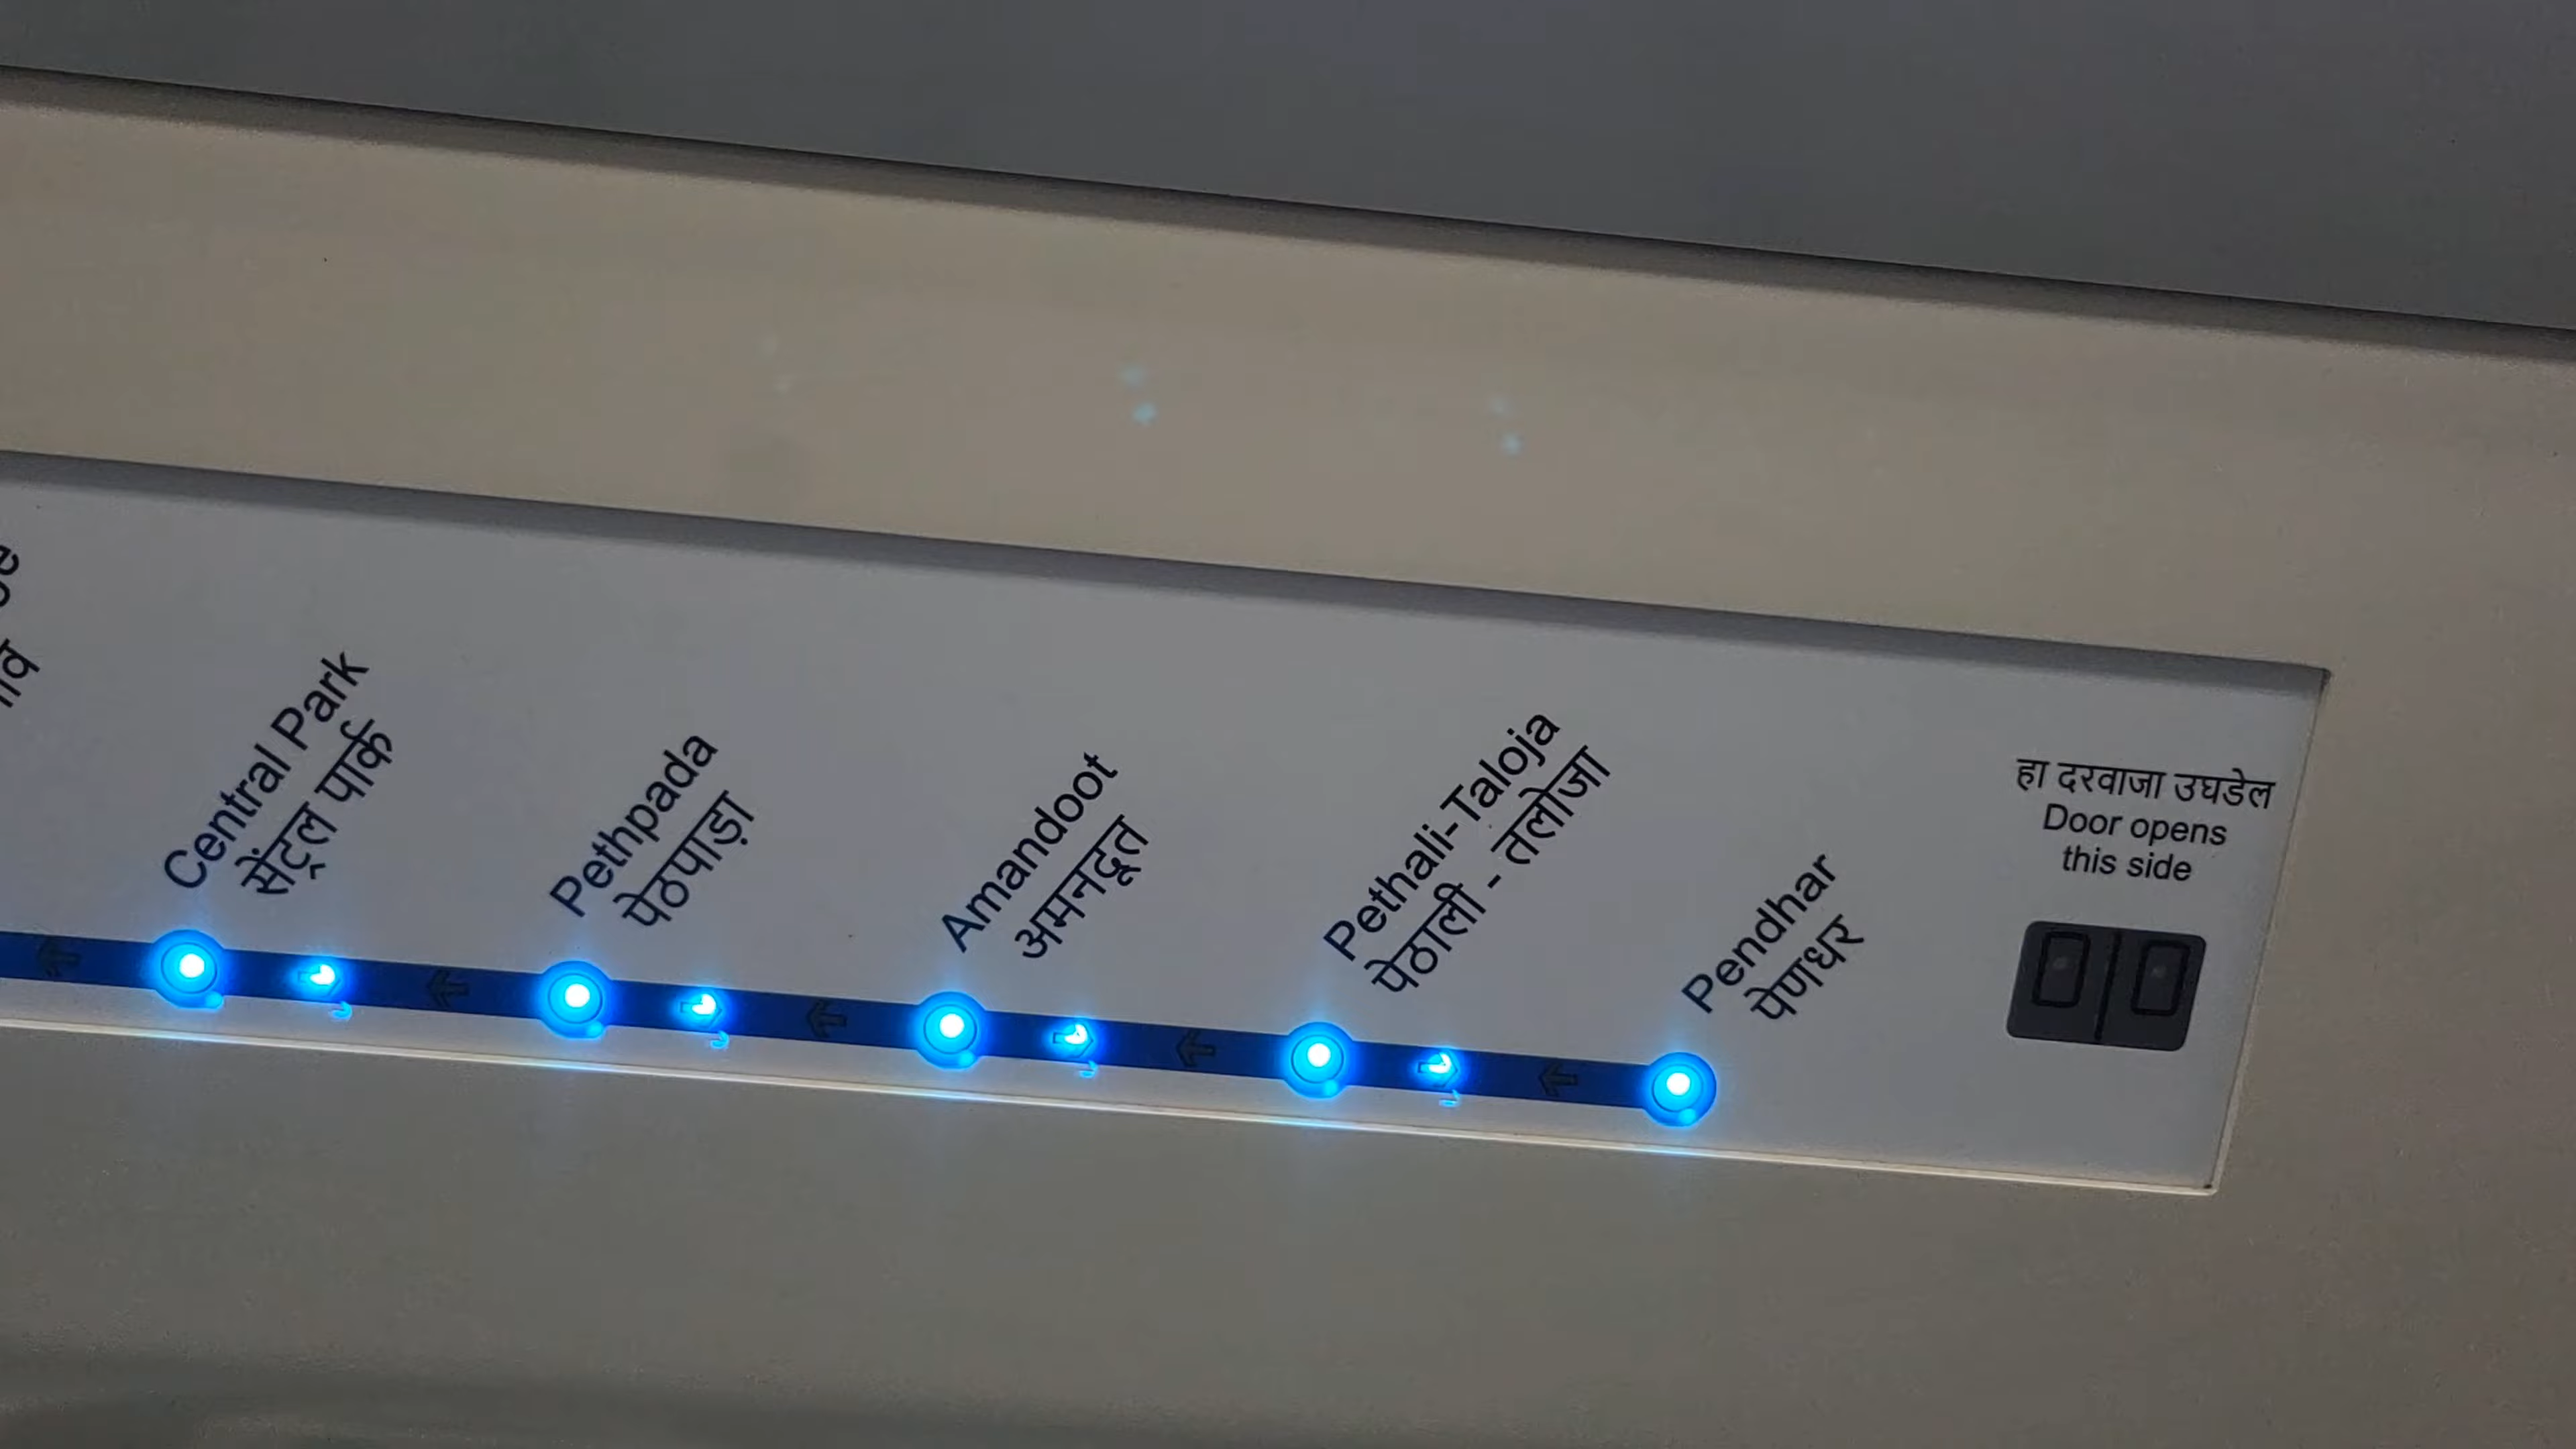 Central Park
सेंट्रल पार्क
Pethpada
पेठपाड़ा
Amandoot
अमनदूत
Pethali-Taloja
पेठाली - तलोजा
Pendhar
पेणधर
हा दरवाजा उघडेल
Door opens
this side